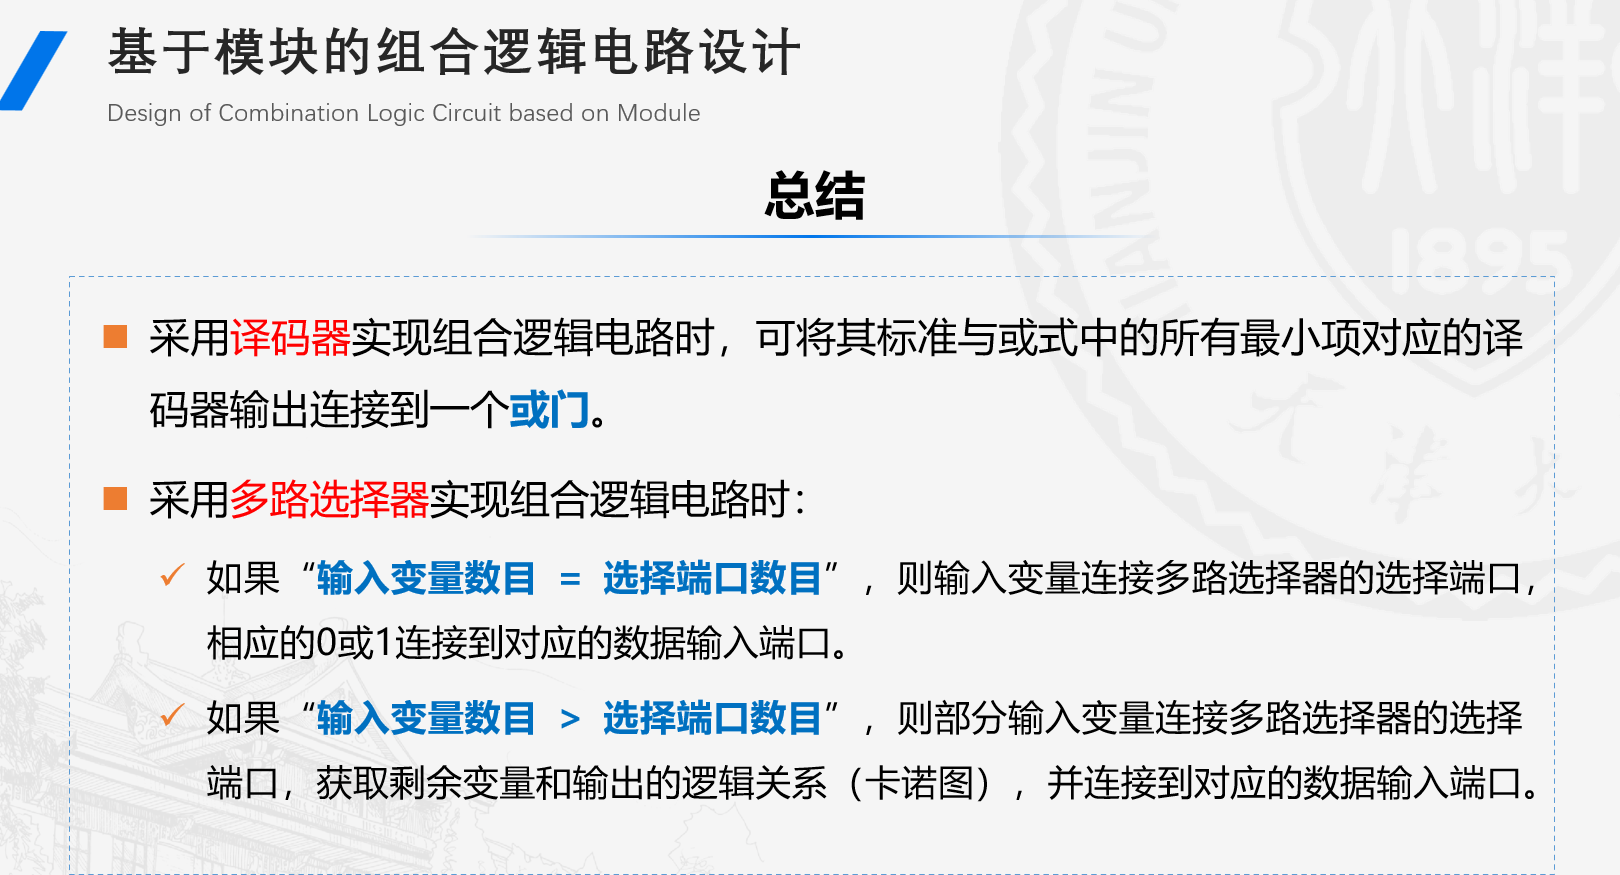 基于模块的组合逻辑电路设计
Design of Combination Logic Circuit based on Module
总结
采用译码器实现组合逻辑电路时，可将其标准与或式中的所有最小项对应的译
码器输出连接到一个或门。
采用多路选择器实现组合逻辑电路时：
如果“输入变量数目 = 选择端口数目”，则输入变量连接多路选择器的选择端口，
相应的0或1连接到对应的数据输入端口。
如果“输入变量数目 > 选择端口数目”，则部分输入变量连接多路选择器的选择
端口，获取剩余变量和输出的逻辑关系（卡诺图），并连接到对应的数据输入端口。
1895